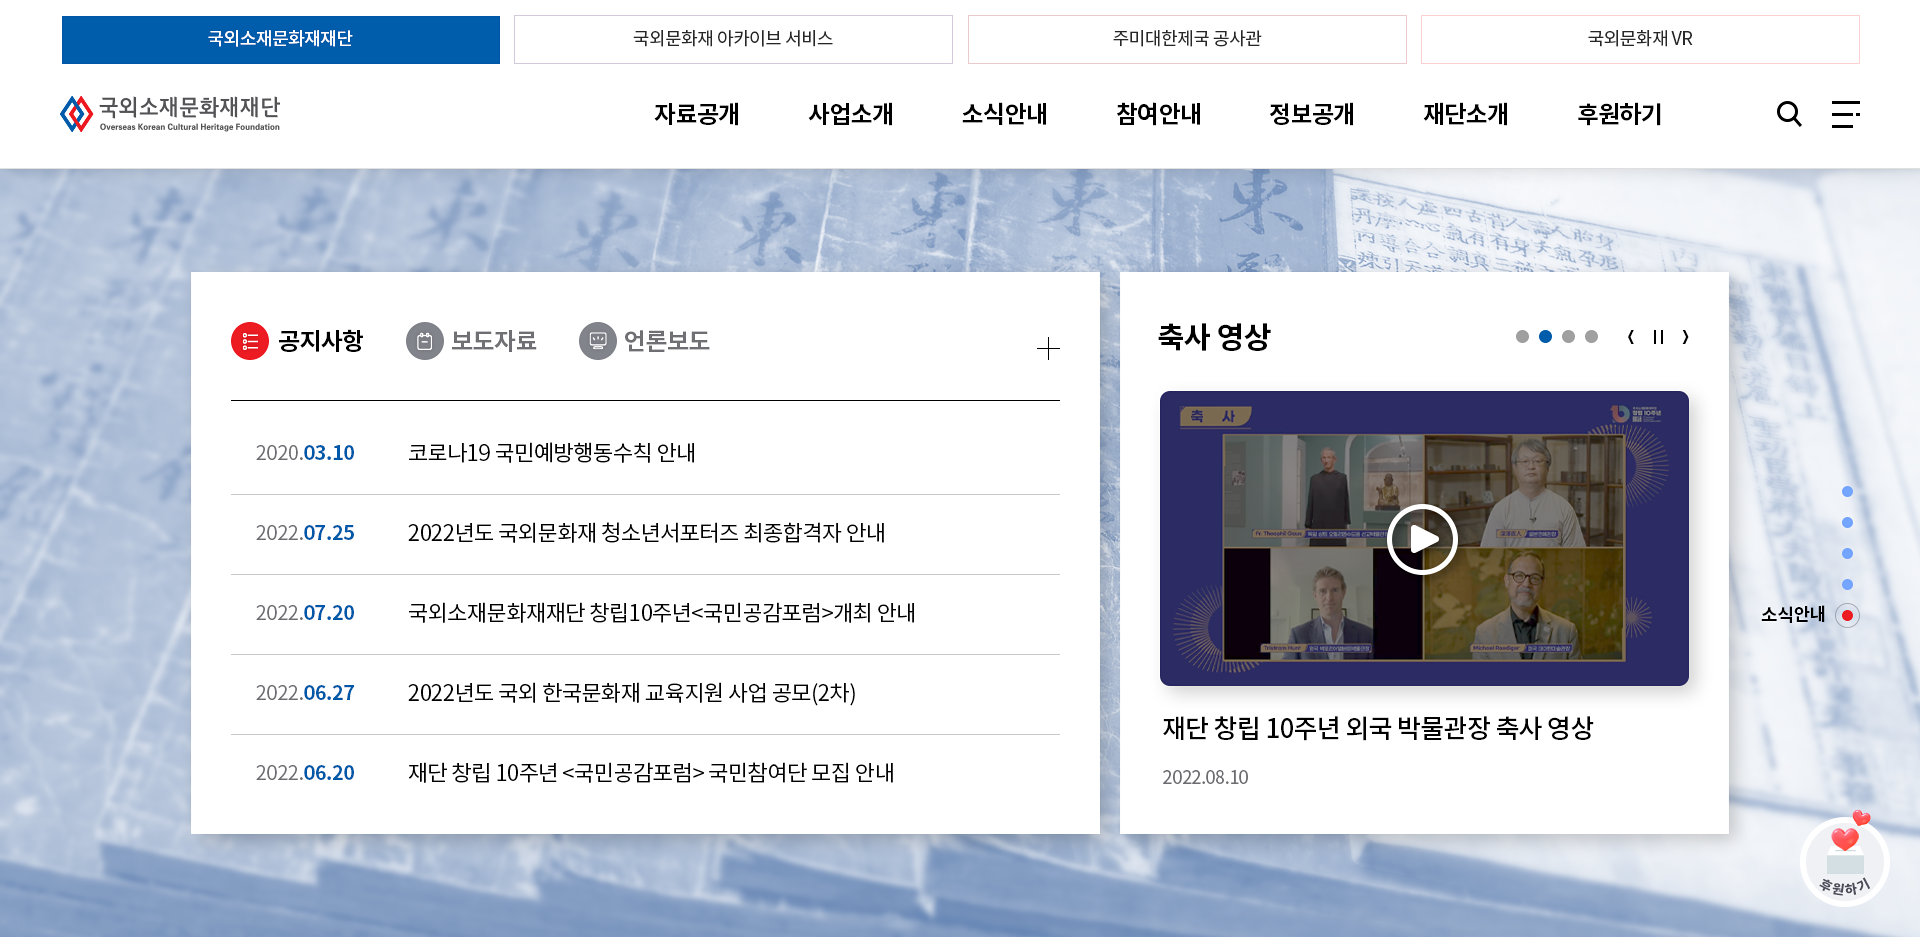 국외소재문화재재단
국외문화재 아카이브 서비스
주미대한제국 공사관
국외문화재 VR
국외소재문화재재단
Overseas Korean Cultural Heritage Foundation
자료공개
사업소개
소식안내
참여안내
정보공개
재단소개
후원하기
공지사항
보도자료
언론보도
2020.03.10 코로나19 국민예방행동수칙 안내
2022.07.25 2022년도 국외문화재 청소년서포터즈 최종합격자 안내
2022.07.20 국외소재문화재재단 창립10주년<국민공감포럼>개최 안내
2022.06.27 2022년도 국외 한국문화재 교육지원 사업 공모(2차)
2022.06.20 재단 창립 10주년 <국민공감포럼> 국민참여단 모집 안내
축사 영상
축 사
재단 창립 10주년 외국 박물관장 축사 영상
2022.08.10
소식안내
후원하기